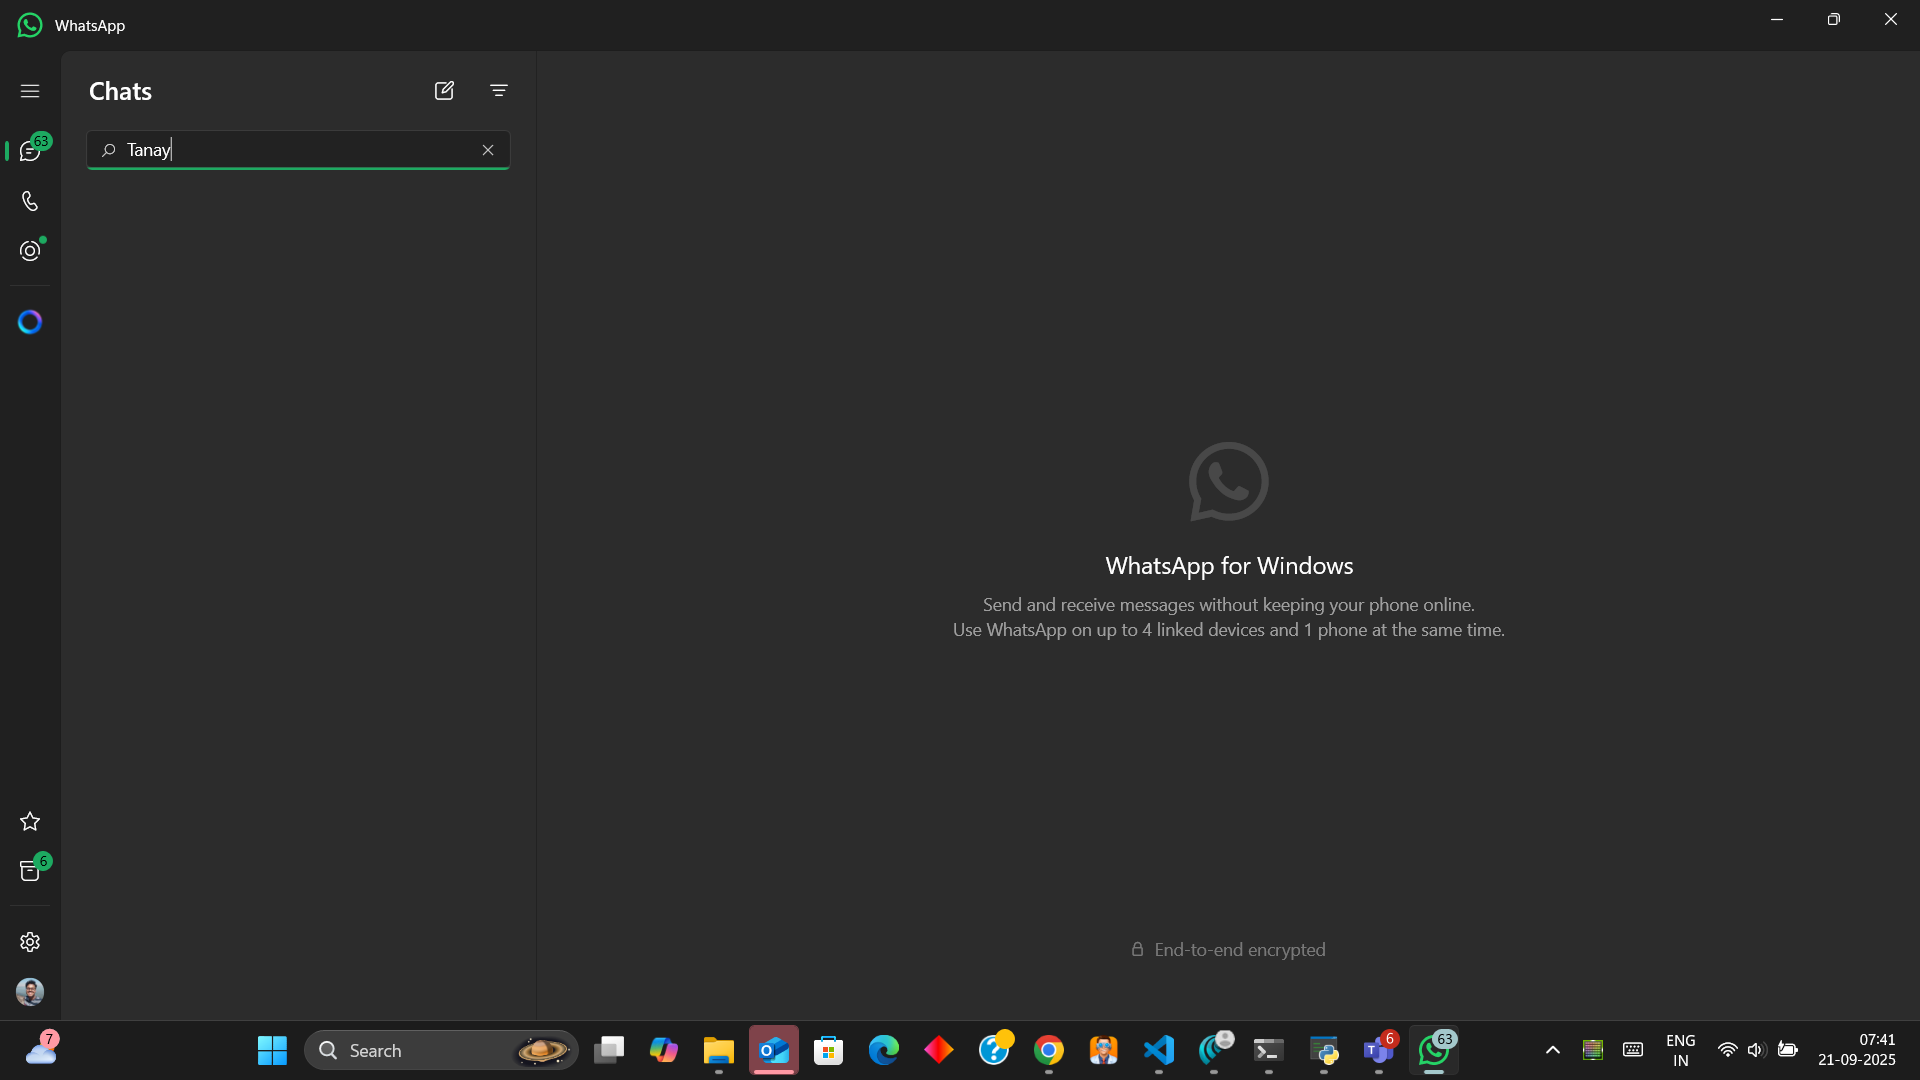 WhatsApp
Chats
63
Tanay
WhatsApp for Windows
Send and receive messages without keeping your phone online.
Use WhatsApp on up to 4 linked devices and 1 phone at the same time.
6
End-to-end encrypted
7
Search
6
63
ENG
IN
07:41
21-09-2025